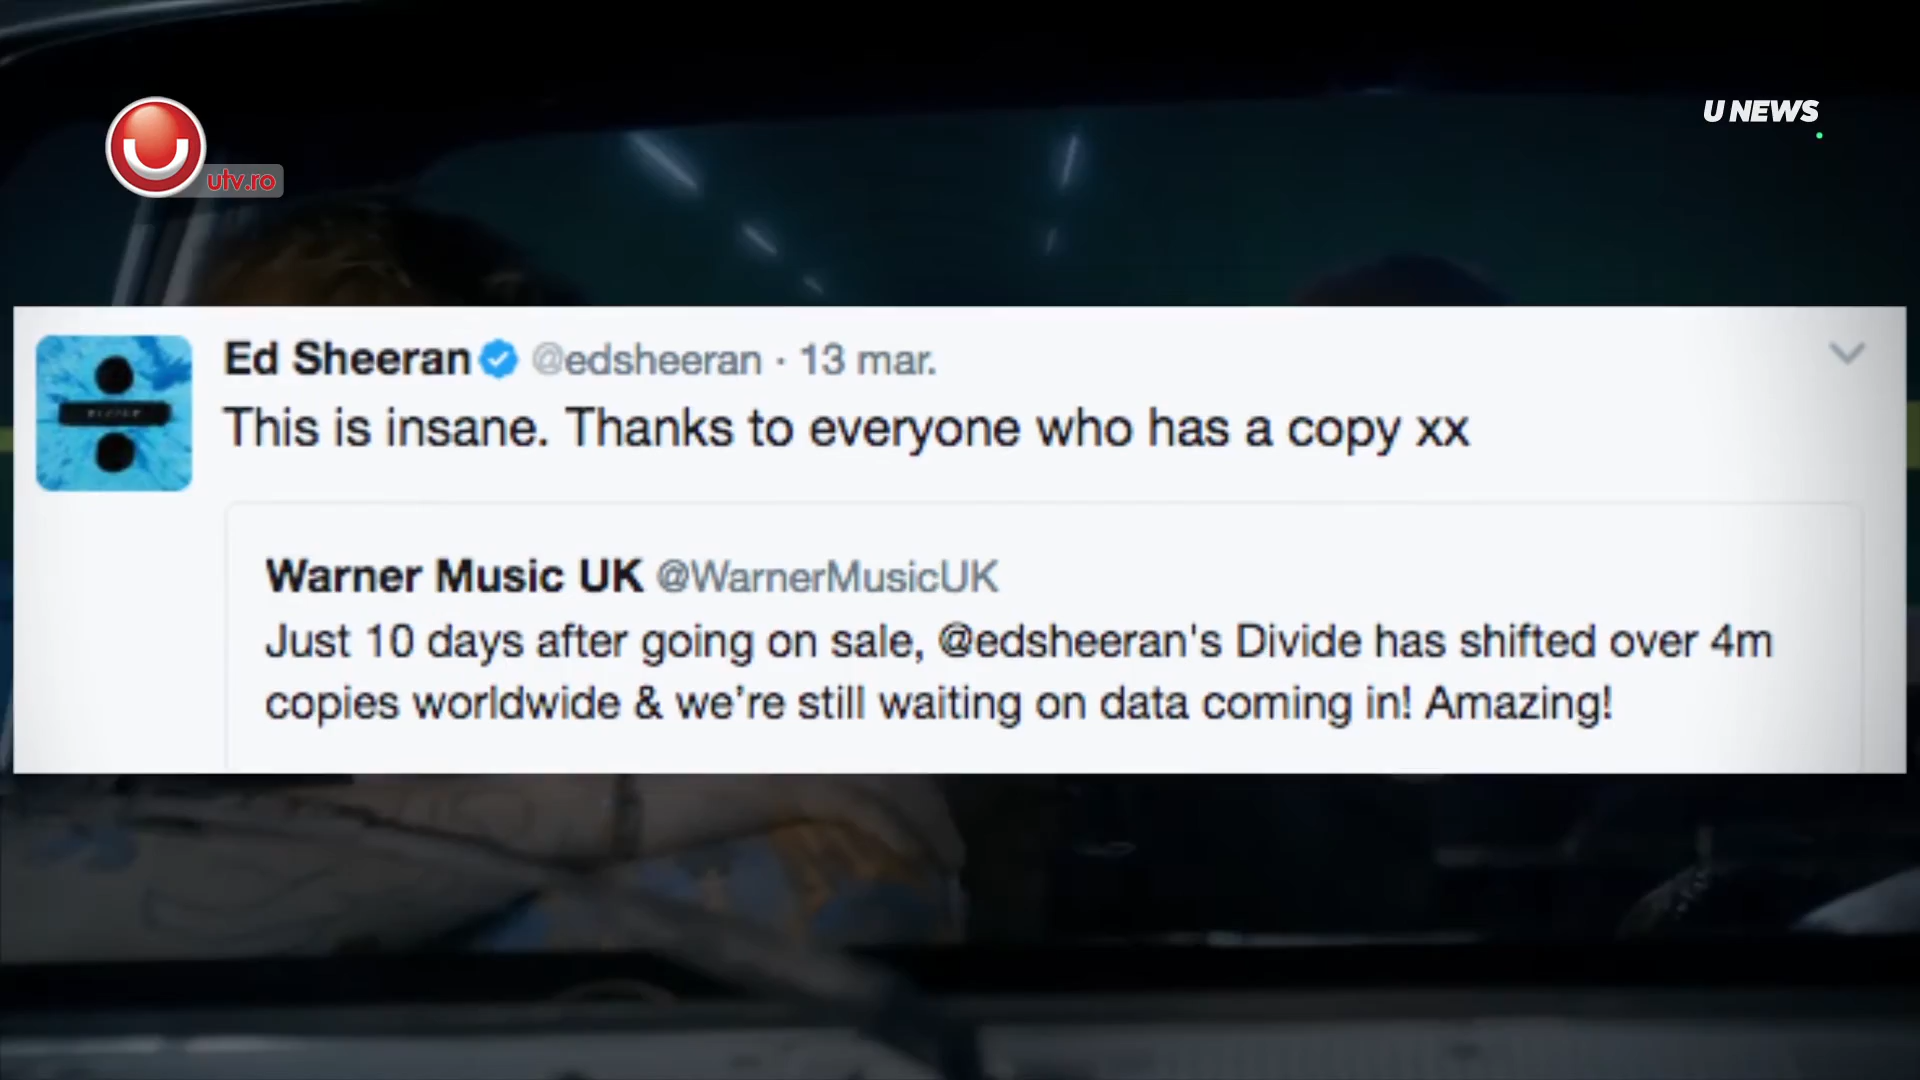 utv.ro
U NEWS
Ed Sheeran @edsheeran · 13 mar.
This is insane. Thanks to everyone who has a copy xx
Warner Music UK @WarnerMusicUK
Just 10 days after going on sale, @edsheeran's Divide has shifted over 4m
copies worldwide & we're still waiting on data coming in! Amazing!